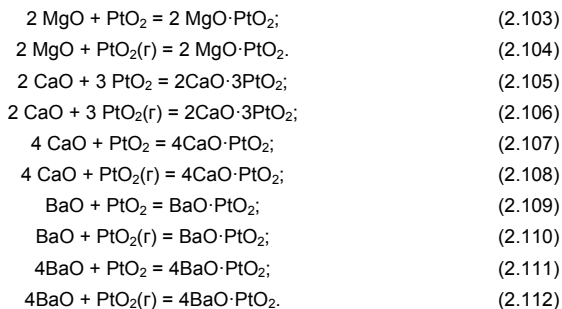 2 MgO + PtO₂ = 2 MgO·PtO₂; (2.103)
2 MgO + PtO₂(г) = 2 MgO·PtO₂. (2.104)
2 CaO + 3 PtO₂ = 2CaO·3PtO₂; (2.105)
2 CaO + 3 PtO₂(г) = 2CaO·3PtO₂; (2.106)
4 CaO + PtO₂ = 4CaO·PtO₂; (2.107)
4 CaO + PtO₂(г) = 4CaO·PtO₂; (2.108)
BaO + PtO₂ = BaO·PtO₂; (2.109)
BaO + PtO₂(г) = BaO·PtO₂; (2.110)
4BaO + PtO₂ = 4BaO·PtO₂; (2.111)
4BaO + PtO₂(г) = 4BaO·PtO₂. (2.112)